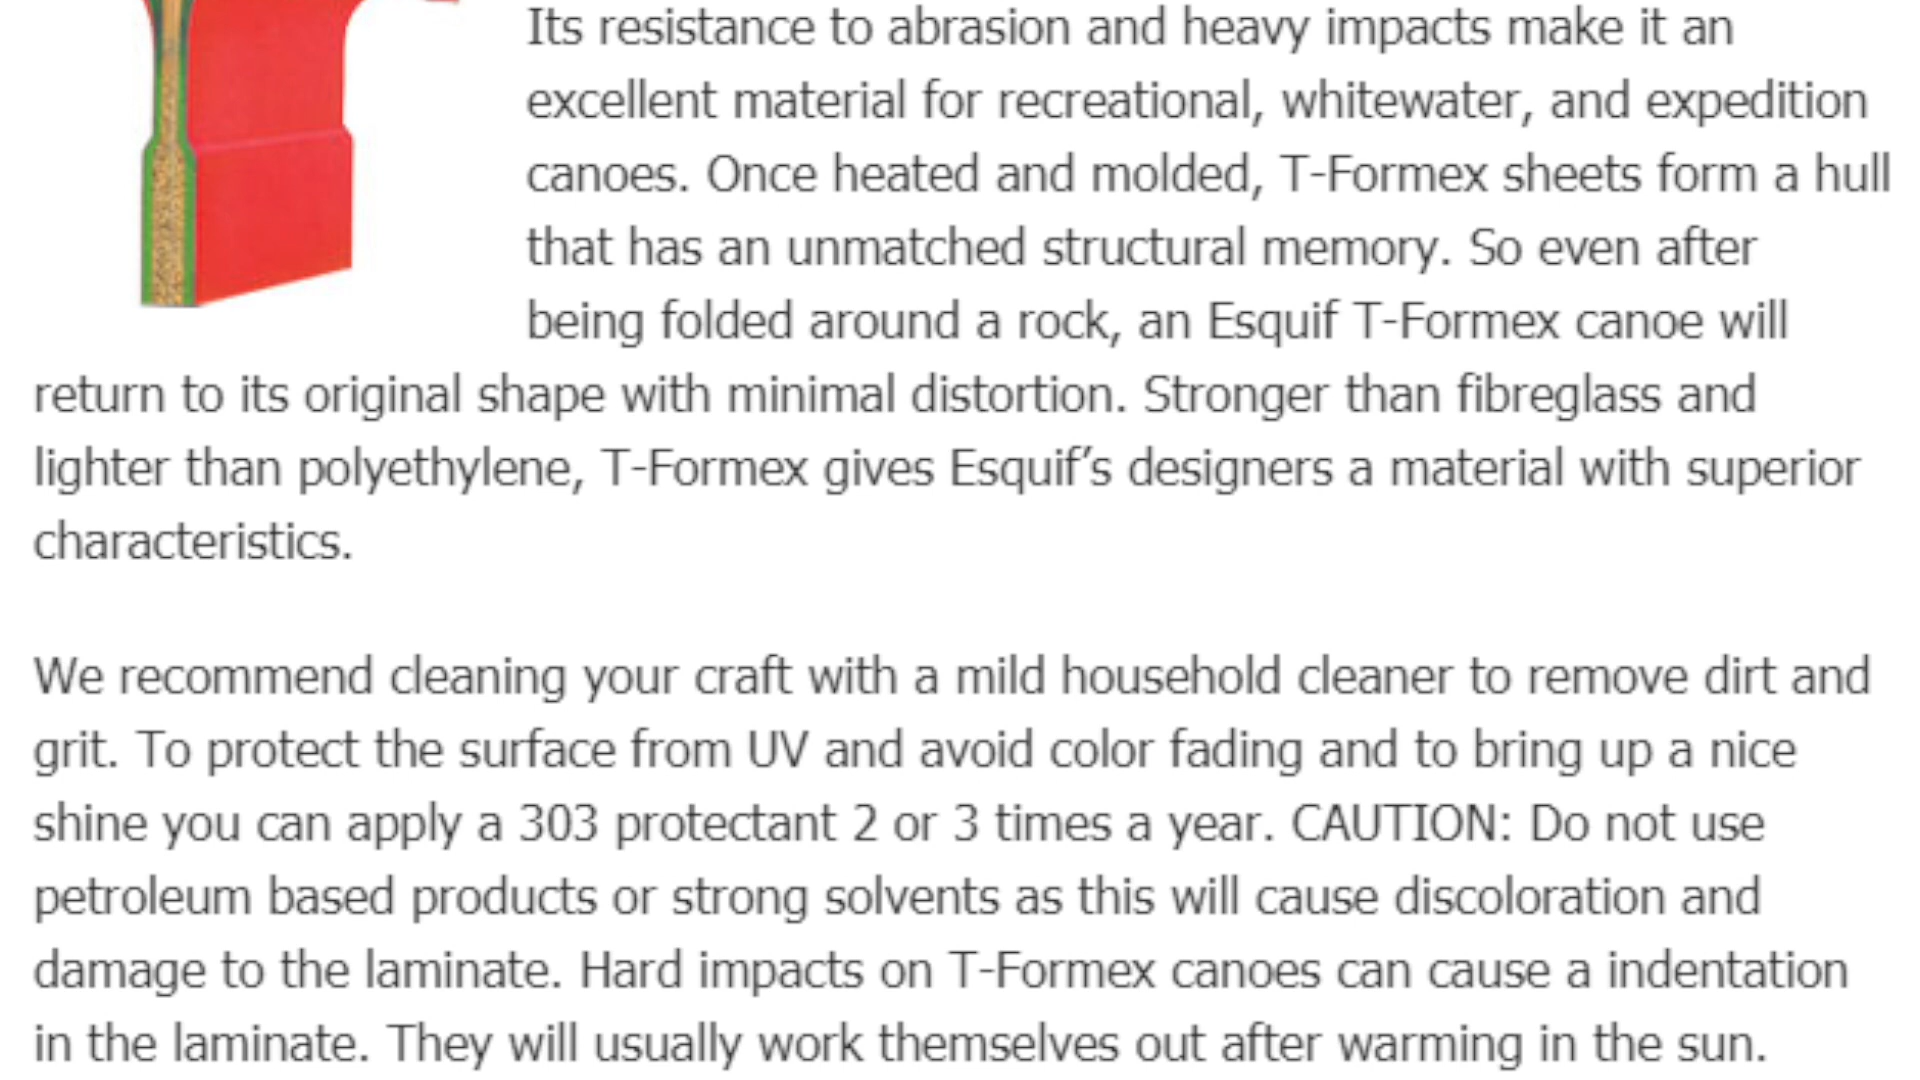 Its resistance to abrasion and heavy impacts make it an
excellent material for recreational, whitewater, and expedition
canoes. Once heated and molded, T-Formex sheets form a hull
that has an unmatched structural memory. So even after
being folded around a rock, an Esquif T-Formex canoe will
return to its original shape with minimal distortion. Stronger than fibreglass and
lighter than polyethylene, T-Formex gives Esquif’s designers a material with superior
characteristics.
We recommend cleaning your craft with a mild household cleaner to remove dirt and
grit. To protect the surface from UV and avoid color fading and to bring up a nice
shine you can apply a 303 protectant 2 or 3 times a year. CAUTION: Do not use
petroleum based products or strong solvents as this will cause discoloration and
damage to the laminate. Hard impacts on T-Formex canoes can cause a indentation
in the laminate. They will usually work themselves out after warming in the sun.